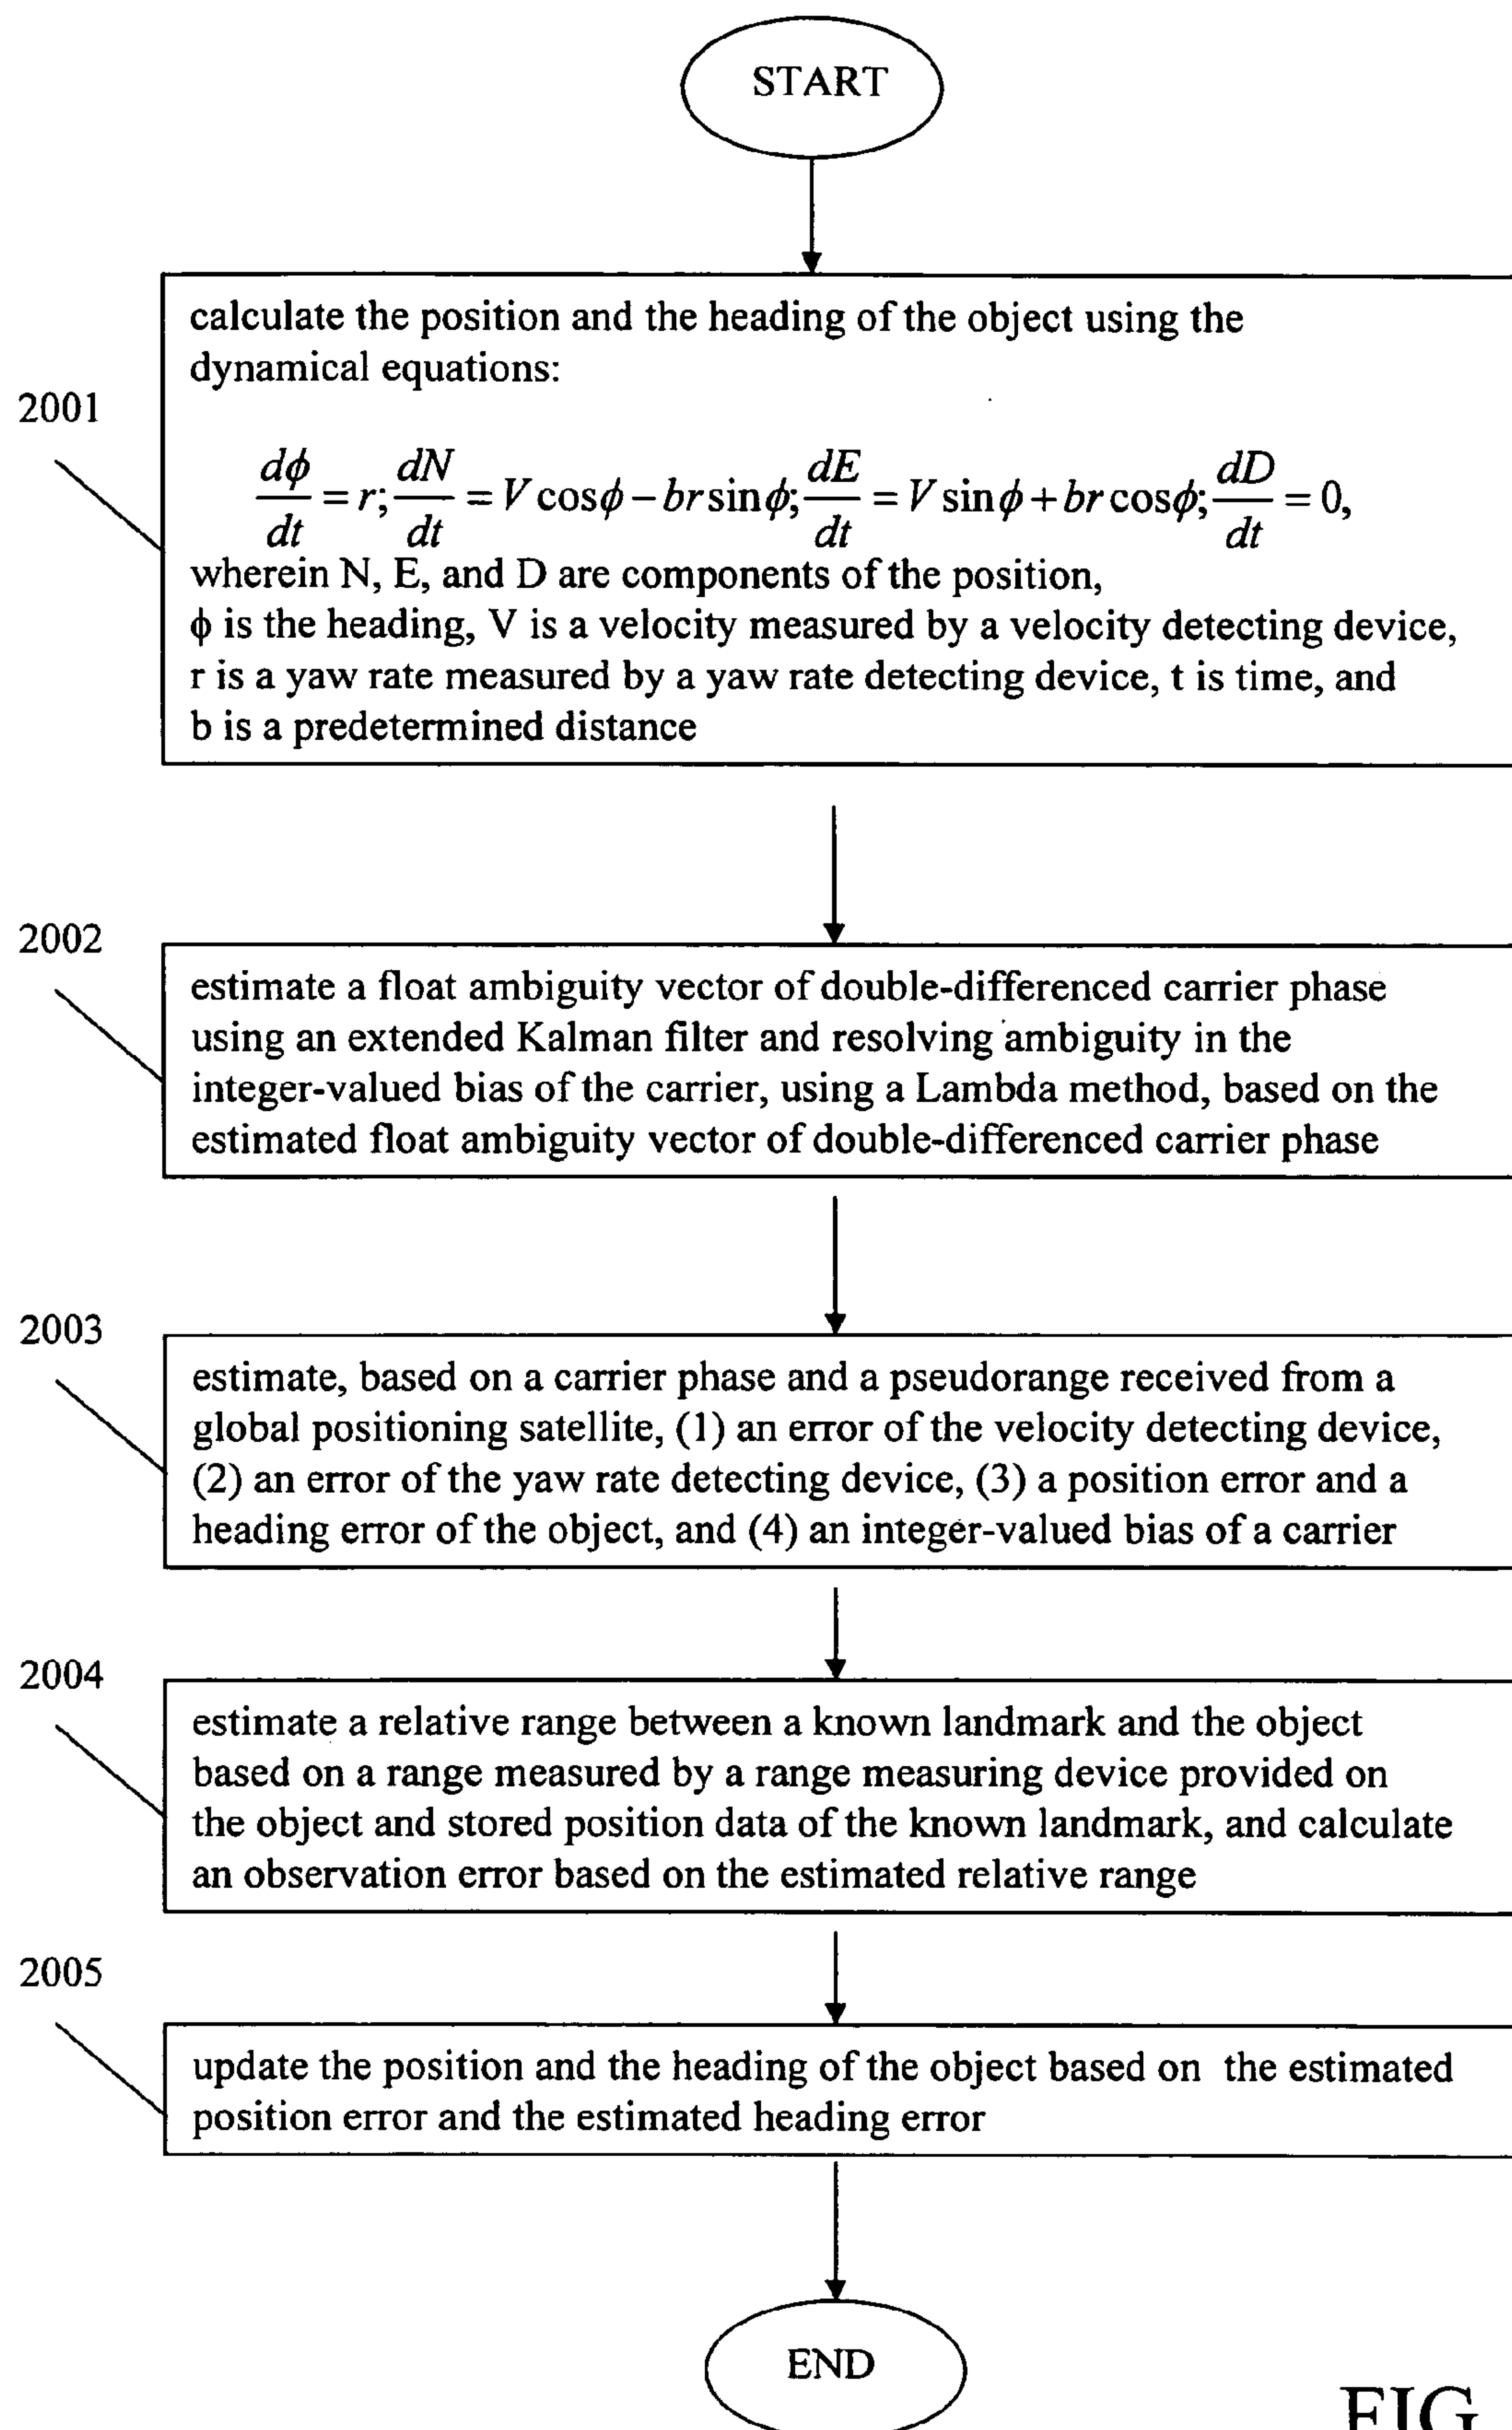 START
calculate the position and the heading of the object using the
dynamical equations:
2001
dϕ/dt = r; dN/dt = V cosϕ − br sinϕ; dE/dt = V sinϕ + br cosϕ; dD/dt = 0,
wherein N, E, and D are components of the position,
ϕ is the heading, V is a velocity measured by a velocity detecting device,
r is a yaw rate measured by a yaw rate detecting device, t is time, and
b is a predetermined distance
2002
estimate a float ambiguity vector of double-differenced carrier phase
using an extended Kalman filter and resolving ambiguity in the
integer-valued bias of the carrier, using a Lambda method, based on the
estimated float ambiguity vector of double-differenced carrier phase
2003
estimate, based on a carrier phase and a pseudorange received from a
global positioning satellite, (1) an error of the velocity detecting device,
(2) an error of the yaw rate detecting device, (3) a position error and a
heading error of the object, and (4) an integer-valued bias of a carrier
2004
estimate a relative range between a known landmark and the object
based on a range measured by a range measuring device provided on
the object and stored position data of the known landmark, and calculate
an observation error based on the estimated relative range
2005
update the position and the heading of the object based on the estimated
position error and the estimated heading error
END
FIG